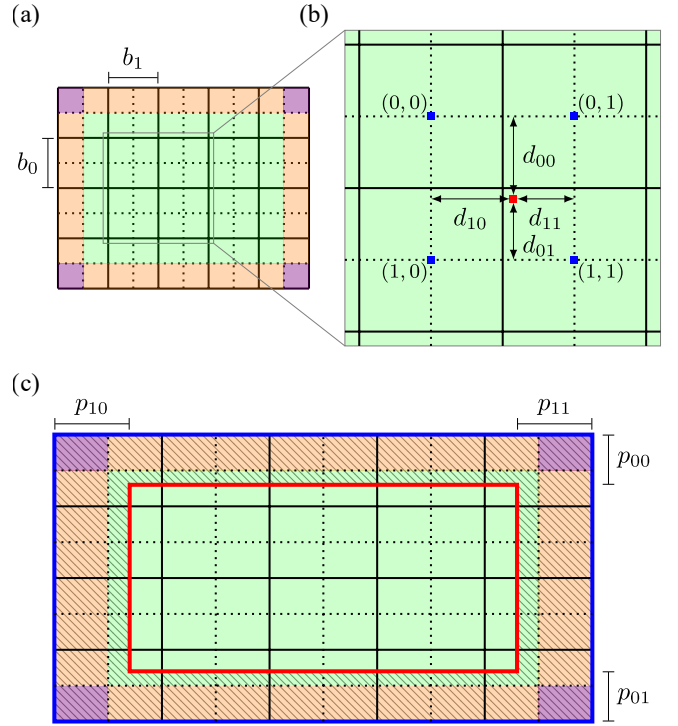 (a)
(b)
b₁
b₀
(0, 0)
(0, 1)
d₀₀
d₁₀
d₁₁
d₀₁
(1, 0)
(1, 1)
(c)
p₁₀
p₁₁
p₀₀
p₀₁